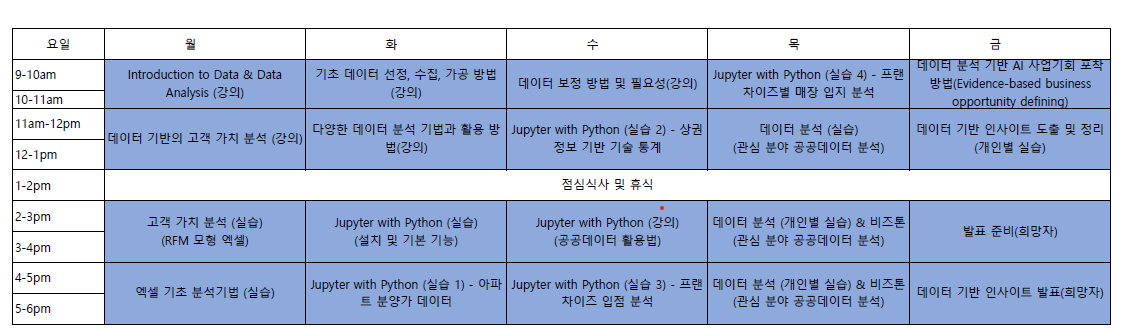 요일 월 화 수 목 금
9-10am
10-11am
Introduction to Data & Data
Analysis (강의)
기초 데이터 선정, 수집, 가공 방법
(강의)
데이터 보정 방법 및 필요성(강의)
Jupyter with Python (실습 4) - 프랜
차이즈별 매장 입지 분석
데이터 분석 기반 AI 사업기회 포착
방법(Evidence-based business
opportunity defining)
11am-12pm
12-1pm
데이터 기반의 고객 가치 분석 (강의)
다양한 데이터 분석 기법과 활용 방
법(강의)
Jupyter with Python (실습 2) - 상권
정보 기반 기술 통계
데이터 분석 (실습)
(관심 분야 공공데이터 분석)
데이터 기반 인사이트 도출 및 정리
(개인별 실습)
1-2pm
점심식사 및 휴식
2-3pm
3-4pm
고객 가치 분석 (실습)
(RFM 모형 엑셀)
Jupyter with Python (실습)
(설치 및 기본 기능)
Jupyter with Python (강의)
(공공데이터 활용법)
데이터 분석 (개인별 실습) & 비즈톤
(관심 분야 공공데이터 분석)
발표 준비(희망자)
4-5pm
5-6pm
엑셀 기초 분석기법 (실습)
Jupyter with Python (실습 1) - 아파
트 분양가 데이터
Jupyter with Python (실습 3) - 프랜
차이즈 입점 분석
데이터 분석 (개인별 실습) & 비즈톤
(관심 분야 공공데이터 분석)
데이터 기반 인사이트 발표(희망자)